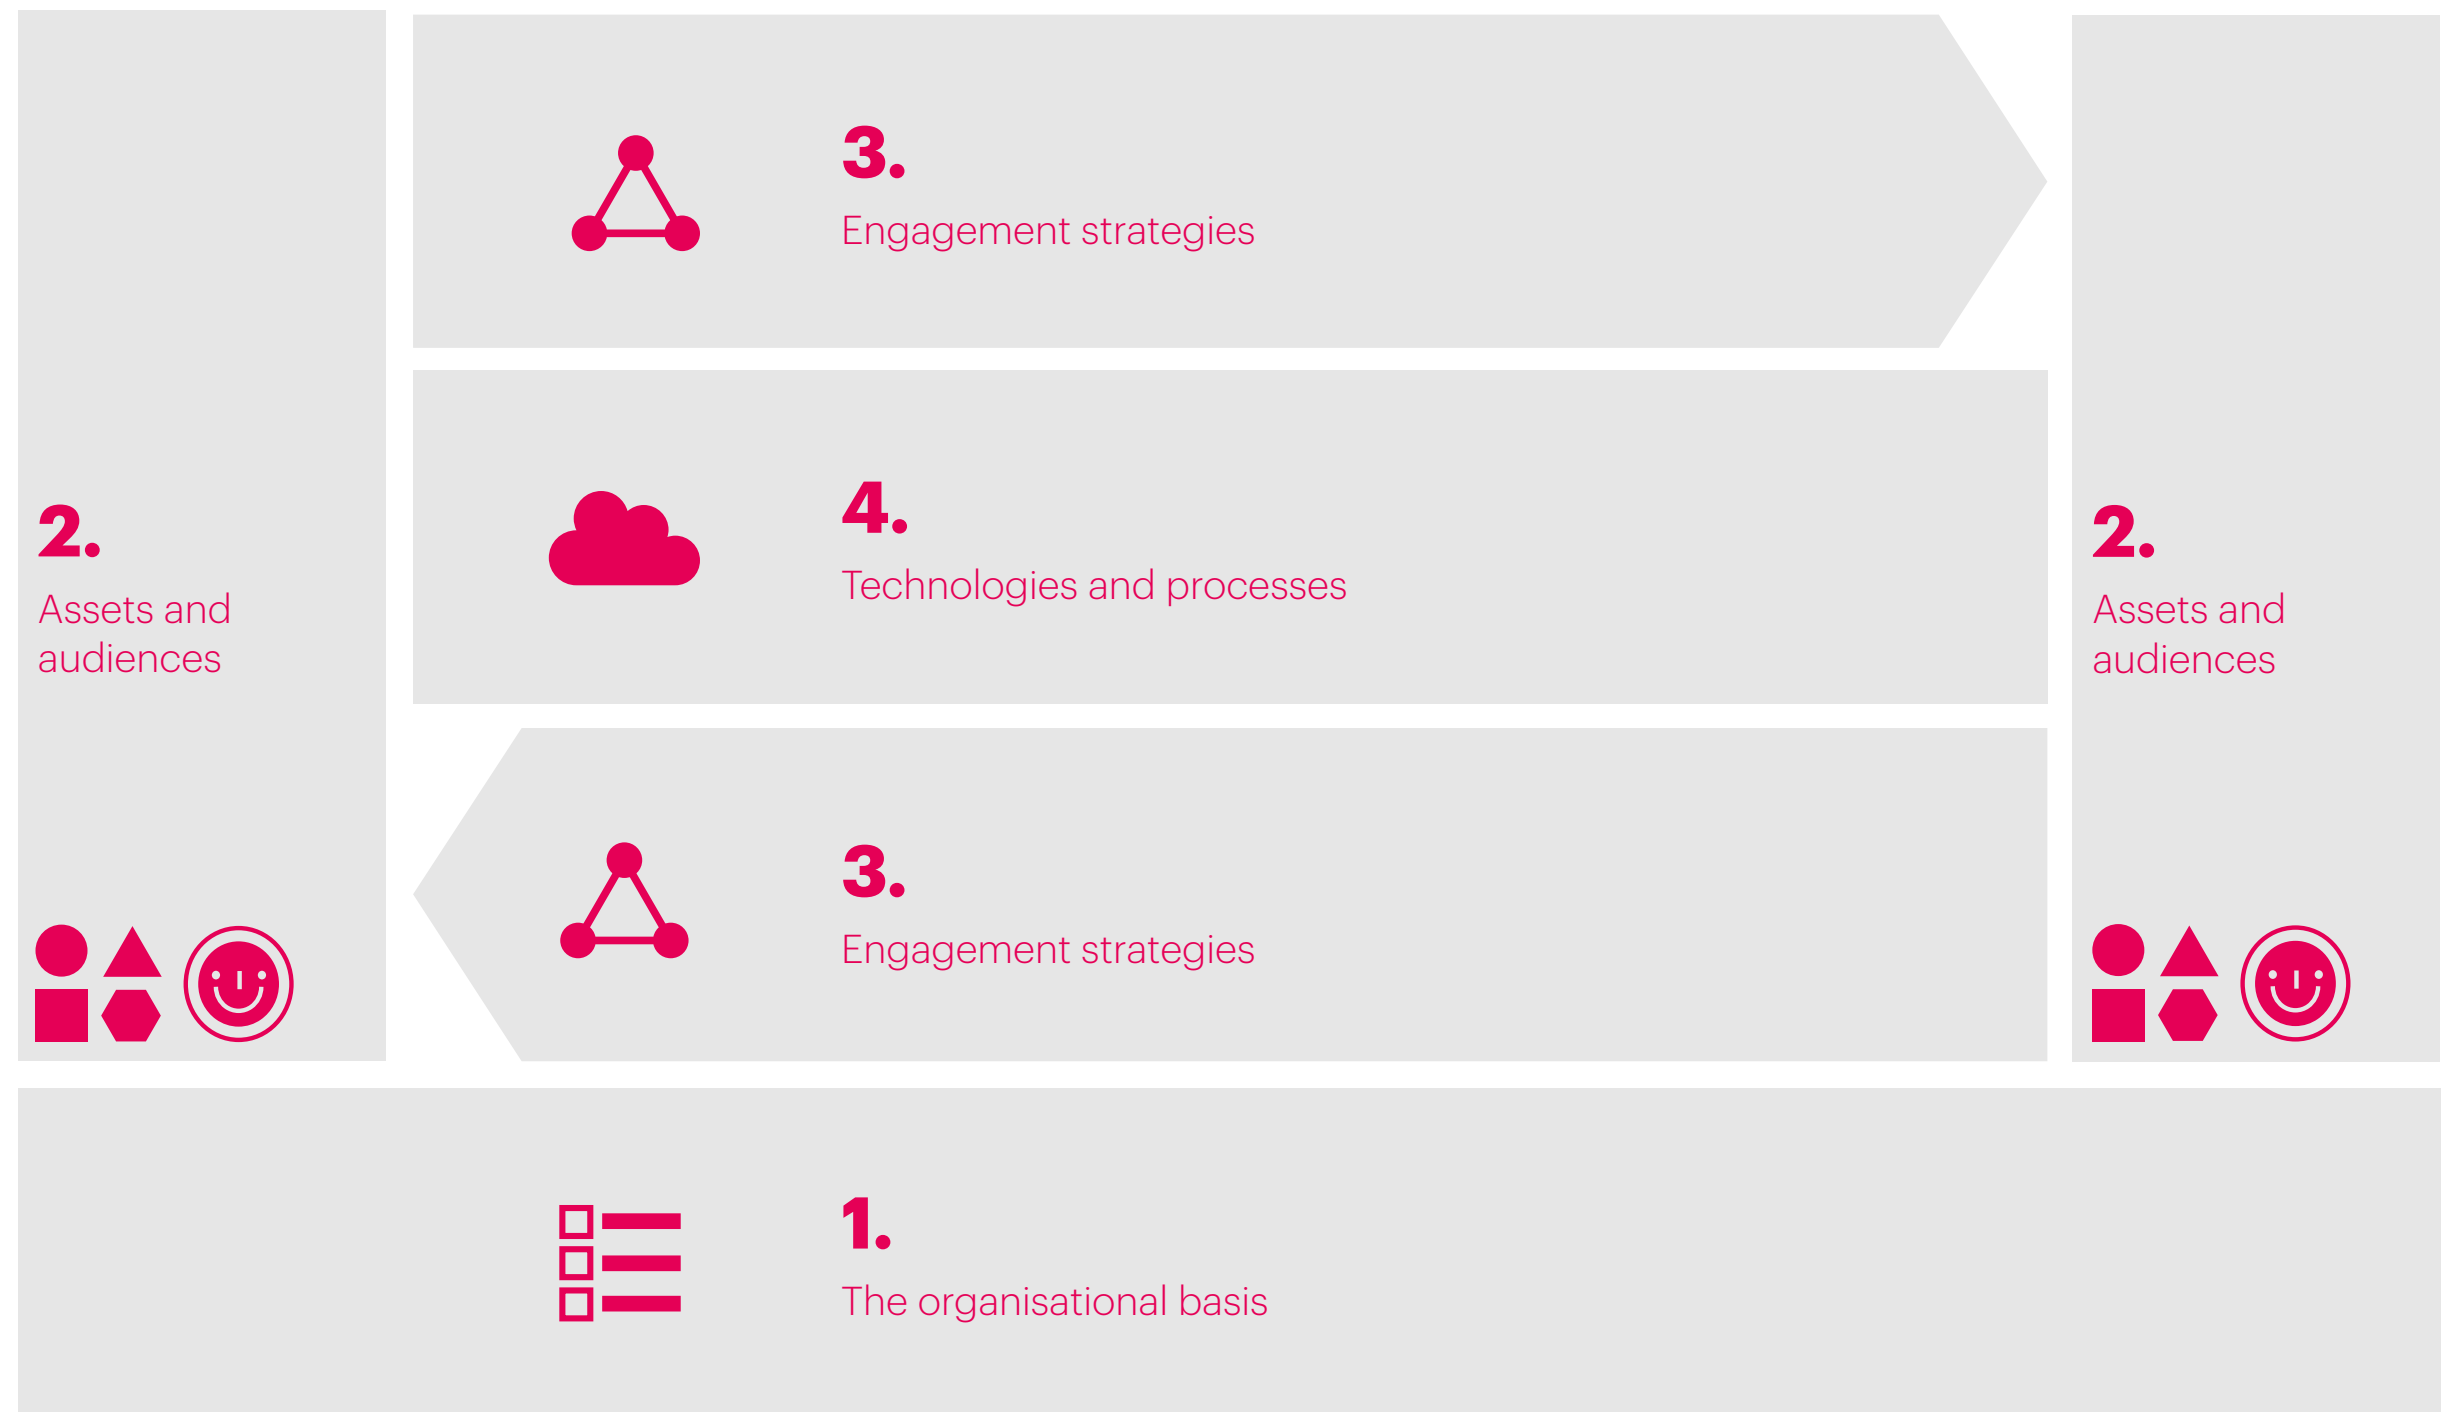 3.
Engagement strategies
4.
Technologies and processes
2.
Assets and
audiences
2.
Assets and
audiences
3.
Engagement strategies
1.
The organisational basis